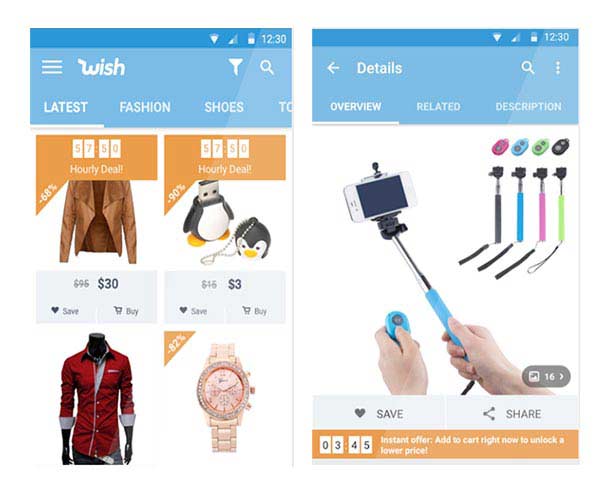 12:30
wish
LATEST FASHION SHOES TO
57:50
Hourly Deal!
-68%
57:50
Hourly Deal!
-90%
$95 $30
Save Buy
$15 $3
Save Buy
-82%
12:30
Details
OVERVIEW RELATED DESCRIPTION
16
SAVE SHARE
03:45
Instant offer: Add to cart right now to unlock a
lower price!